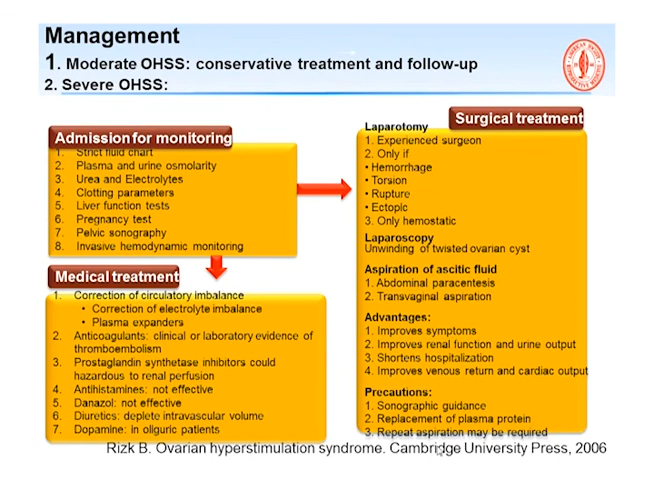 Management
1. Moderate OHSS: conservative treatment and follow-up
2. Severe OHSS:
Admission for monitoring
1. Strict fluid chart
2. Plasma and urine osmolarity
3. Urea and Electrolytes
4. Clotting parameters
5. Liver function tests
6. Pregnancy test
7. Pelvic sonography
8. Invasive hemodynamic monitoring
Medical treatment
1. Correction of circulatory imbalance
• Correction of electrolyte imbalance
• Plasma expanders
2. Anticoagulants: clinical or laboratory evidence of
thromboembolism
3. Prostaglandin synthetase inhibitors could
hazardous to renal perfusion
4. Antihistamines: not effective
5. Danazol: not effective
6. Diuretics: deplete intravascular volume
7. Dopamine: in oliguric patients
Surgical treatment
Laparotomy
1. Experienced surgeon
2. Only if
• Hemorrhage
• Torsion
• Rupture
• Ectopic
3. Only hemostatic
Laparoscopy
Unwinding of twisted ovarian cyst
Aspiration of ascitic fluid
1. Abdominal paracentesis
2. Transvaginal aspiration
Advantages:
1. Improves symptoms
2. Improves renal function and urine output
3. Shortens hospitalization
4. Improves venous return and cardiac output
Precautions:
1. Sonographic guidance
2. Replacement of plasma protein
3. Repeat aspiration may be required
Rizk B. Ovarian hyperstimulation syndrome. Cambridge University Press, 2006